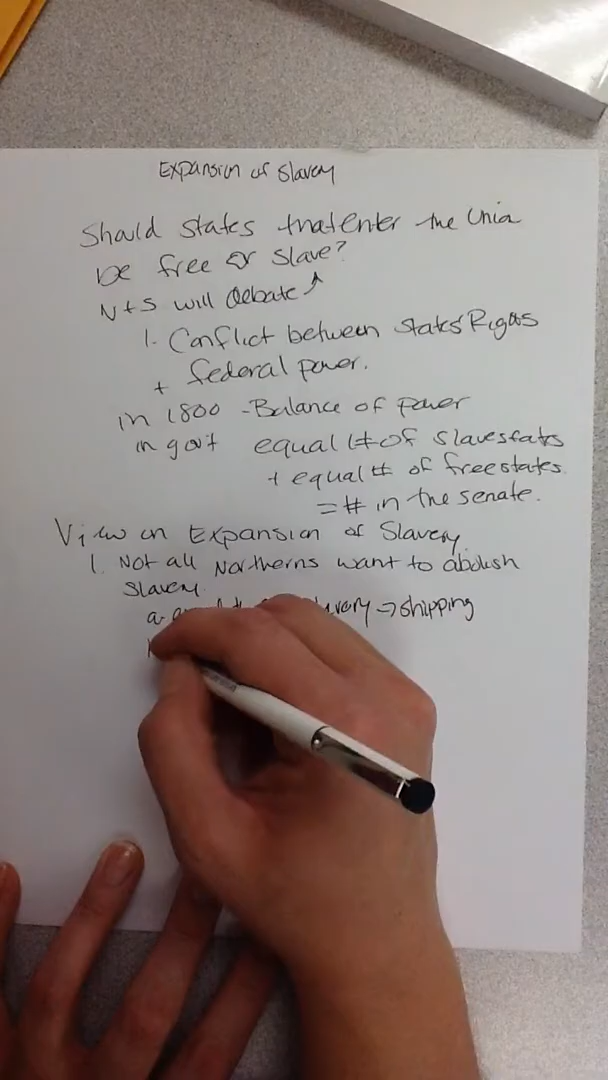 Expansion of Slavery
Should states that enter the Unia
be free or slave?
N + S will debate
1. Conflict between States' Rights
+ federal power.
in 1800 - Balance of power
in gov't equal # of slave states
+ equal # of free states
= # in the senate.
View on Expansion of Slavery
1. Not all Northerns want to abolish
slavery.
a. → shipping